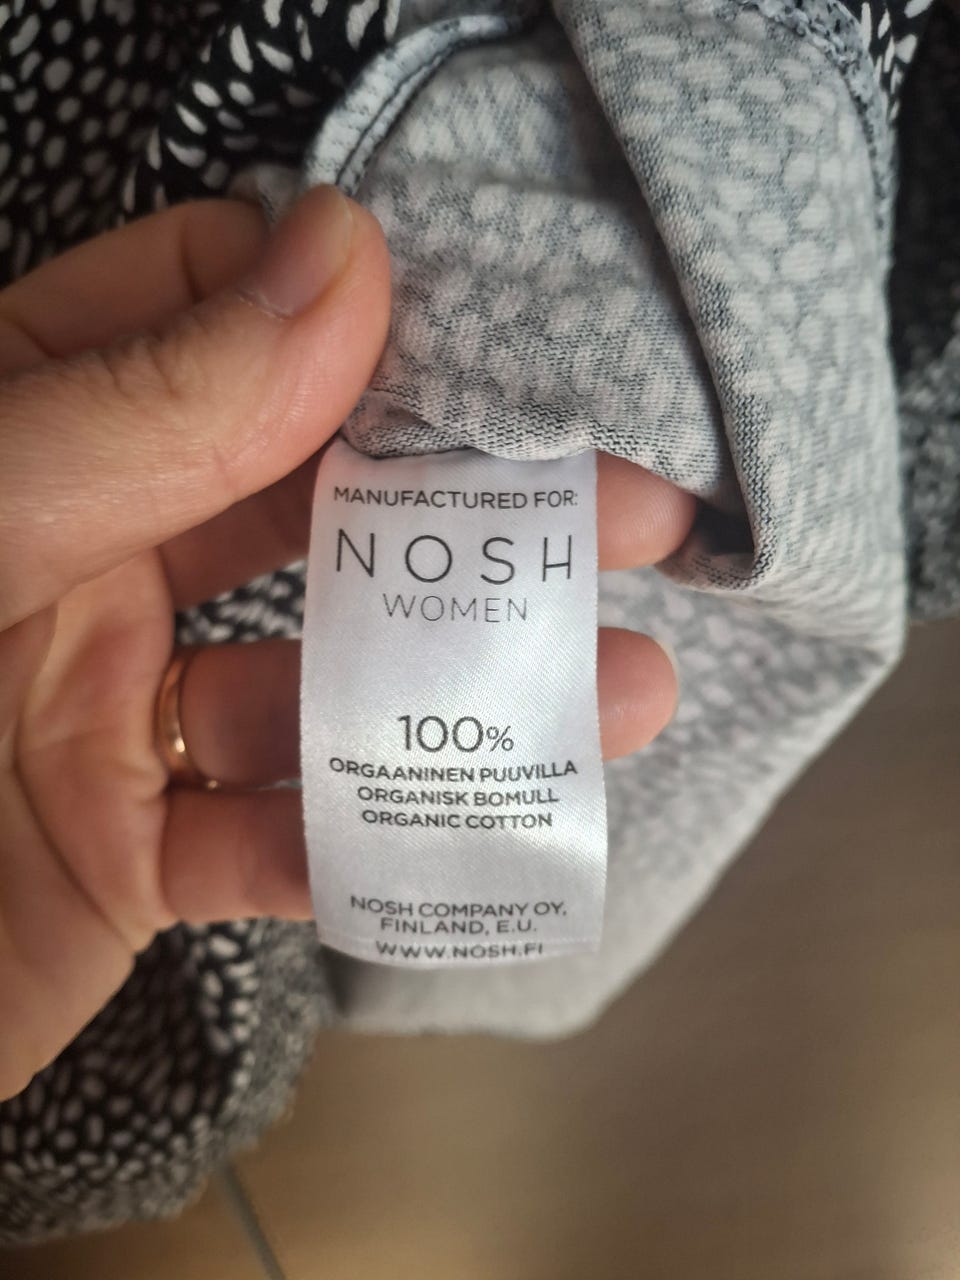 MANUFACTURED FOR:
NOSH
WOMEN
100%
ORGAANINEN PUUVILLA
ORGANISK BOMULL
ORGANIC COTTON
NOSH COMPANY OY,
FINLAND, E.U.
WWW.NOSH.FI